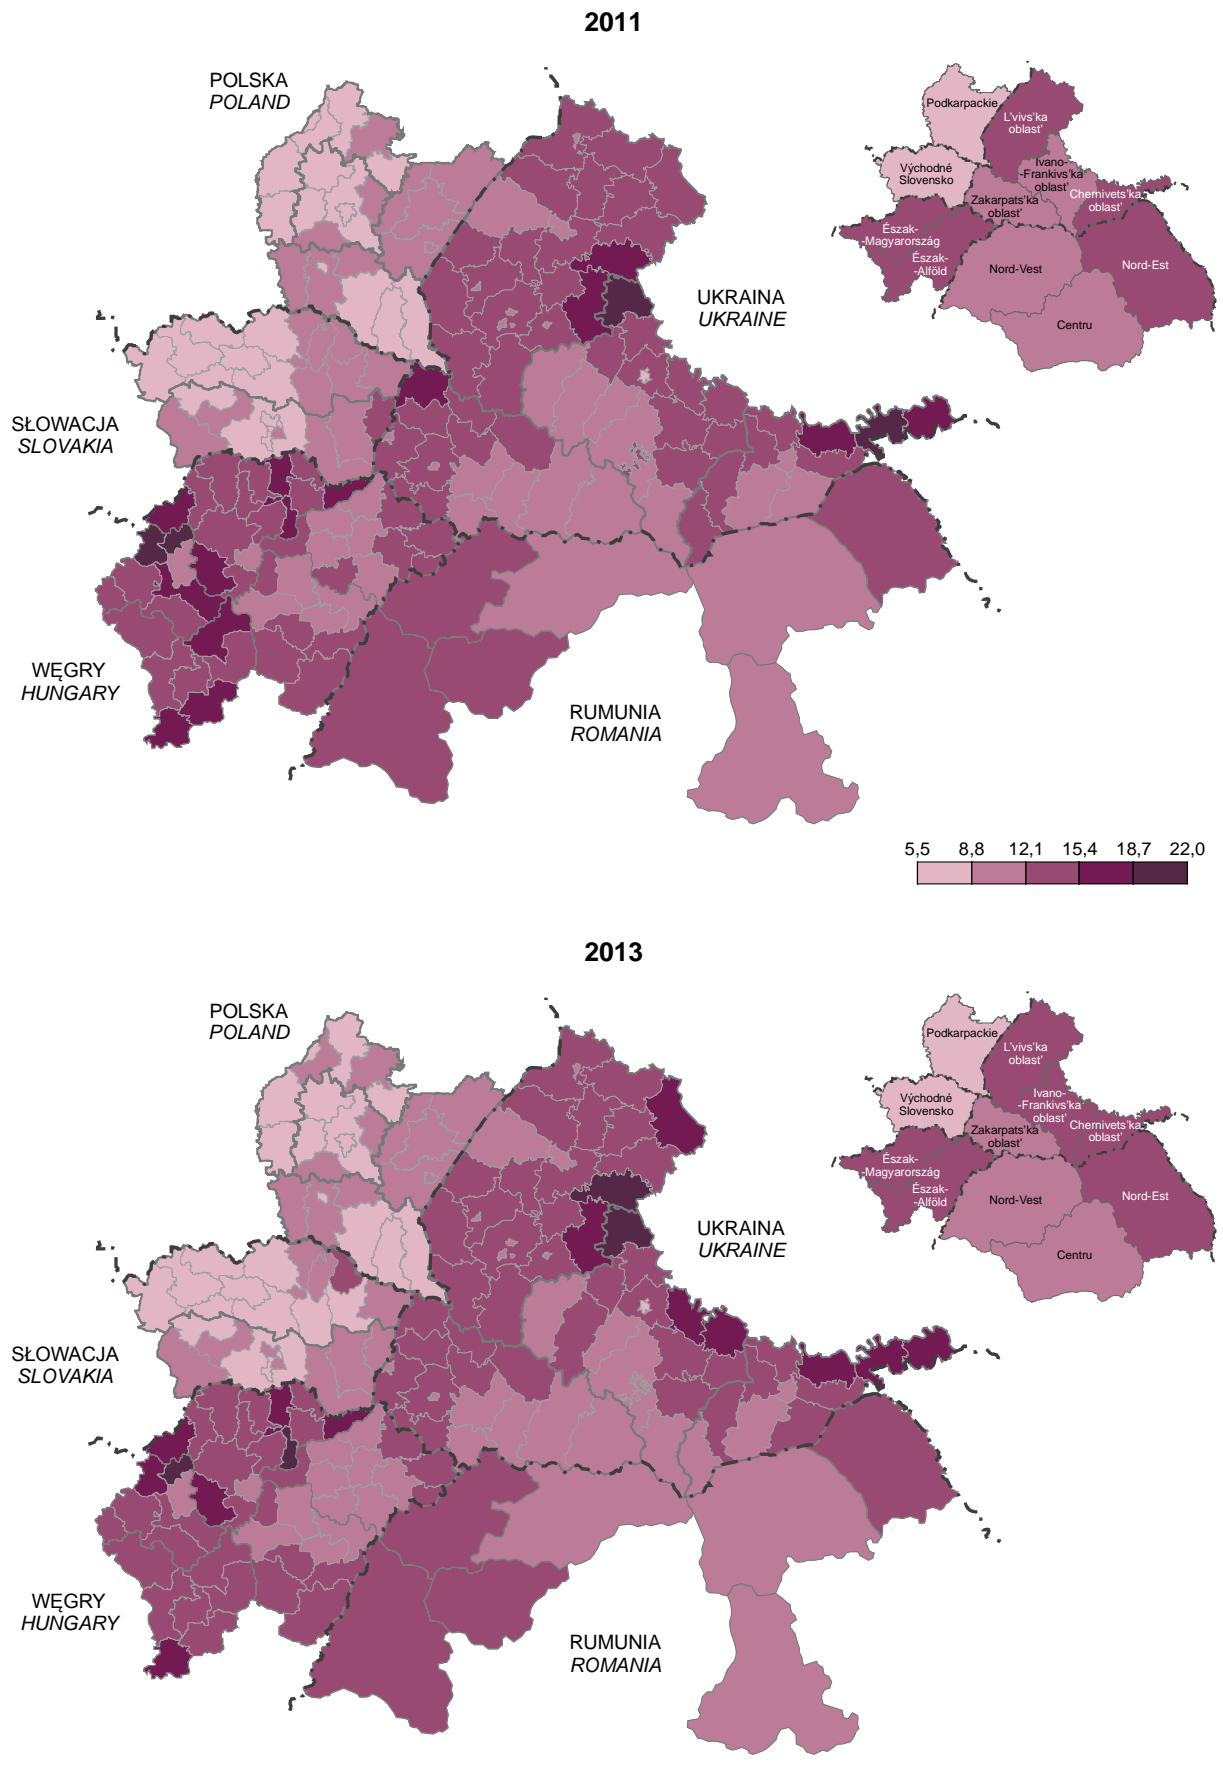 2011
POLSKA
POLAND
UKRAINA
UKRAINE
SŁOWACJA
SLOVAKIA
WĘGRY
HUNGARY
RUMUNIA
ROMANIA
Podkarpackie
L'vivs'ka
oblast'
Východné
Slovensko
Ivano-
-Frankivs'ka
oblast'
Zakarpats'ka
oblast'
Chernivets'ka
oblast'
Észak-
-Magyarország
Észak-
-Alföld
Nord-Vest
Nord-Est
Centru
5,5 8,8 12,1 15,4 18,7 22,0
2013
POLSKA
POLAND
UKRAINA
UKRAINE
SŁOWACJA
SLOVAKIA
WĘGRY
HUNGARY
RUMUNIA
ROMANIA
Podkarpackie
L'vivs'ka
oblast'
Východné
Slovensko
Ivano-
-Frankivs'ka
oblast'
Zakarpats'ka
oblast'
Chernivets'ka
oblast'
Észak-
-Magyarország
Észak-
-Alföld
Nord-Vest
Nord-Est
Centru